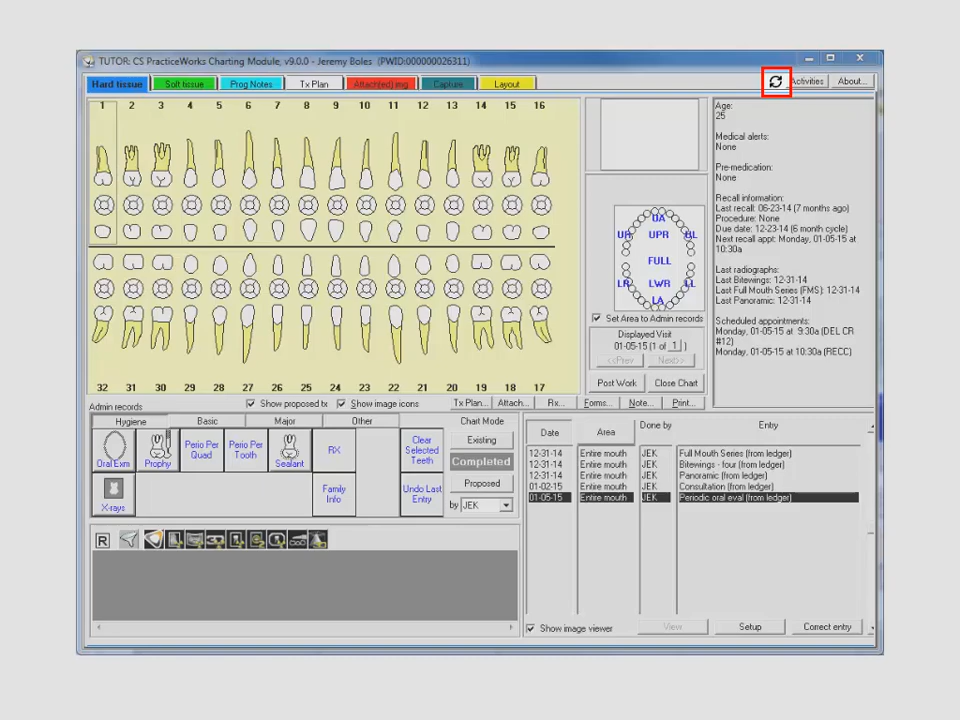 TUTOR: CS PracticeWorks Charting Module, v9.0.0 - Jeremy Boles (PWID:000000026311)
Hard tissue Soft tissue Prog Notes Tx Plan Attach(ed) img Capture Layout Activities About...
1 2 3 4 5 6 7 8 9 10 11 12 13 14 15 16
32 31 30 29 28 27 26 25 24 23 22 21 20 19 18 17
UA
UR UPR UL
FULL
LR LWR LL
LA
Set Area to Admin records
Displayed Visit
01-05-15 (1 of 1 )
<<Prev Next>>
Post Work Close Chart
Age:
25
Medical alerts:
None
Pre-medication:
None
Recall information:
Last recall: 06-23-14 (7 months ago)
Procedure: None
Due date: 12-23-14 (6 month cycle)
Next recall appt: Monday, 01-05-15 at
10:30a
Last radiographs:
Last Bitewings: 12-31-14
Last Full Mouth Series (FMS): 12-31-14
Last Panoramic: 12-31-14
Scheduled appointments:
Monday, 01-05-15 at 9:30a (DEL CR
#12)
Monday, 01-05-15 at 10:30a (RECC)
Admin records Show proposed tx Show image icons Tx Plan... Attach... Rx... Forms... Note... Print...
Hygiene Basic Major Other
Oral Exm Prophy Perio Per Quad Perio Per Tooth Sealant RX Clear Selected Teeth
X-rays Family Info Undo Last Entry
Chart Mode
Existing
Completed
Proposed
by JEK
R 3D
Date Area Done by Entry
12-31-14 Entire mouth JEK Full Mouth Series (from ledger)
12-31-14 Entire mouth JEK Bitewings - four (from ledger)
12-31-14 Entire mouth JEK Panoramic (from ledger)
01-02-15 Entire mouth JEK Consultation (from ledger)
01-05-15 Entire mouth JEK Periodic oral eval (from ledger)
Show image viewer View Setup Correct entry